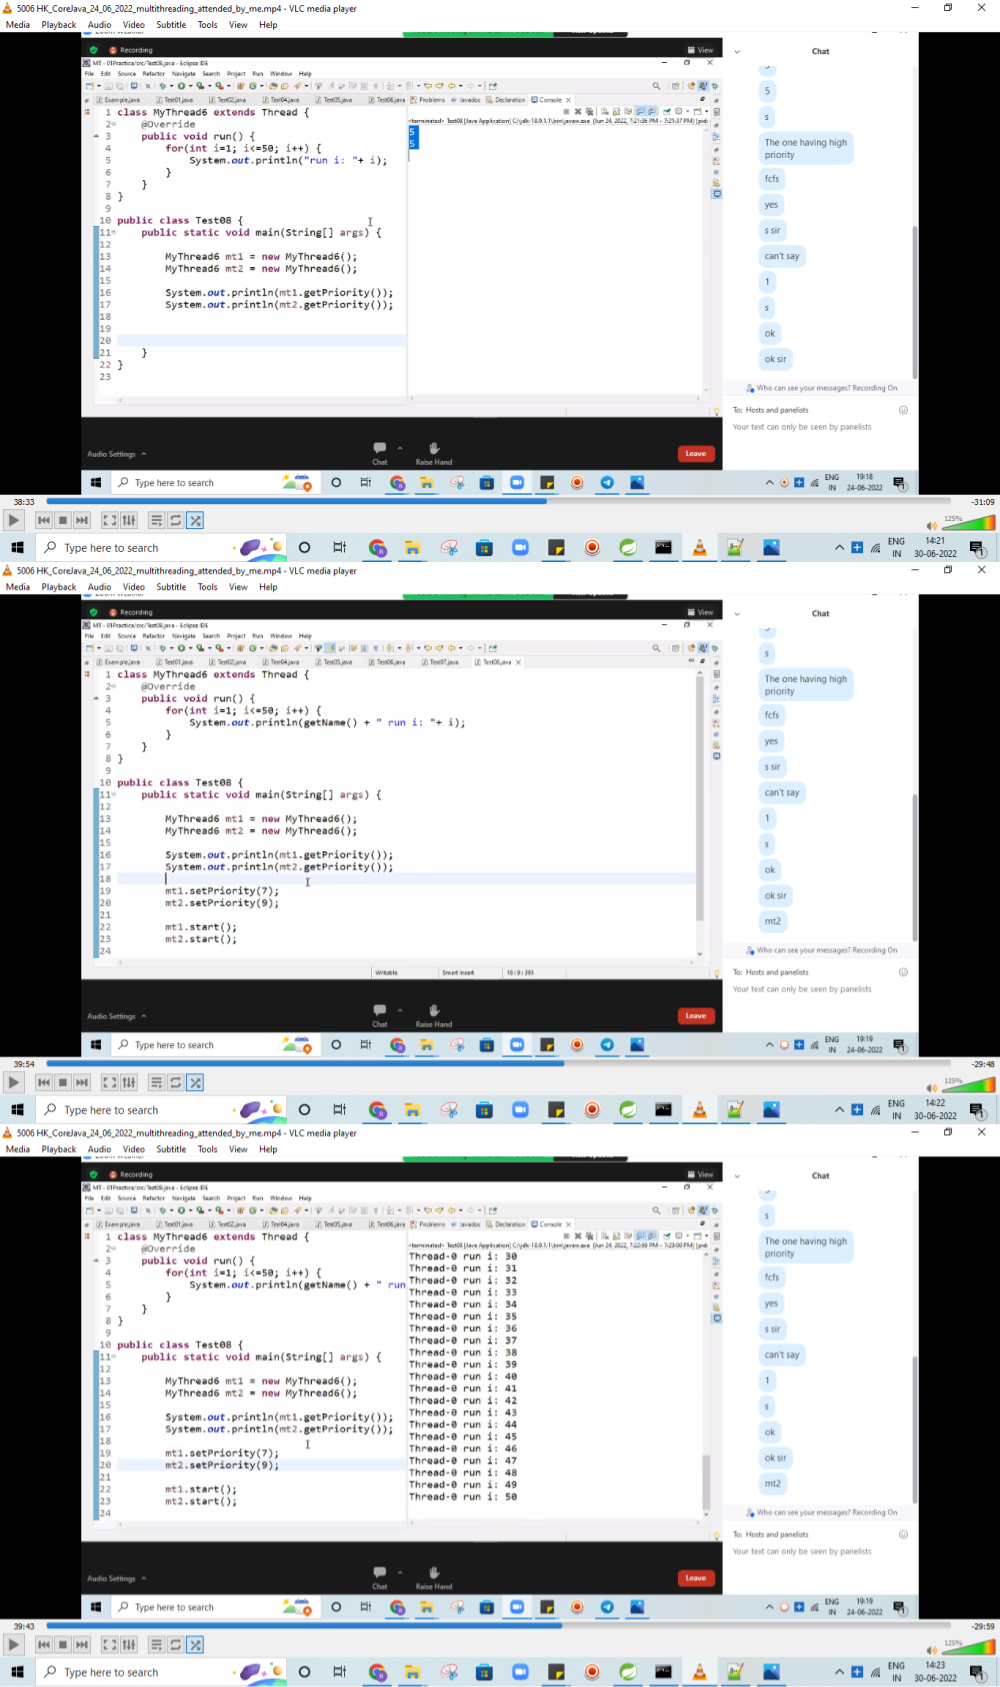 5006 HK_CoreJava_24_06_2022_multithreading_attended_by_me.mp4 - VLC media player
Media Playback Audio Video Subtitle Tools View Help
Recording
View
Chat
MT - 01Practice/src/Test08.java - Eclipse IDE
File Edit Source Refactor Navigate Search Project Run Window Help
Example.java Test01.java Test02.java Test04.java Test05.java Test06.java Problems Javadoc Declaration Console
<terminated> Test08 [Java Application] C:\jdk-18.0.1.1\bin\javaw.exe (Jun 24, 2022, 7:21:36 PM – 7:21:37 PM) [pid:
5
5
1 class MyThread6 extends Thread {
2 @Override
3 public void run() {
4 for(int i=1; i<=50; i++) {
5 System.out.println("run i: "+ i);
6 }
7 }
8 }
9
10 public class Test08 {
11 public static void main(String[] args) {
12
13 MyThread6 mt1 = new MyThread6();
14 MyThread6 mt2 = new MyThread6();
15
16 System.out.println(mt1.getPriority());
17 System.out.println(mt2.getPriority());
18
19
20
21 }
22 }
23
5
s
The one having high
priority
fcfs
yes
s sir
can't say
1
s
ok
ok sir
Who can see your messages? Recording On
To: Hosts and panelists
Your text can only be seen by panelists
Audio Settings
Chat
Raise Hand
Leave
Type here to search
ENG
IN
19:18
24-06-2022
38:33
-31:09
125%
Type here to search
ENG
IN
14:21
30-06-2022
5006 HK_CoreJava_24_06_2022_multithreading_attended_by_me.mp4 - VLC media player
Media Playback Audio Video Subtitle Tools View Help
Recording
View
Chat
MT - 01Practice/src/Test08.java - Eclipse IDE
File Edit Source Refactor Navigate Search Project Run Window Help
Example.java Test01.java Test02.java Test04.java Test05.java Test06.java Test07.java Test08.java
1 class MyThread6 extends Thread {
2 @Override
3 public void run() {
4 for(int i=1; i<=50; i++) {
5 System.out.println(getName() + " run i: "+ i);
6 }
7 }
8 }
9
10 public class Test08 {
11 public static void main(String[] args) {
12
13 MyThread6 mt1 = new MyThread6();
14 MyThread6 mt2 = new MyThread6();
15
16 System.out.println(mt1.getPriority());
17 System.out.println(mt2.getPriority());
18
19 mt1.setPriority(7);
20 mt2.setPriority(9);
21
22 mt1.start();
23 mt2.start();
24
Writable
Smart Insert
18 : 9 : 393
s
The one having high
priority
fcfs
yes
s sir
can't say
1
s
ok
ok sir
mt2
Who can see your messages? Recording On
To: Hosts and panelists
Your text can only be seen by panelists
Audio Settings
Chat
Raise Hand
Leave
Type here to search
ENG
IN
19:19
24-06-2022
39:54
-29:48
125%
Type here to search
ENG
IN
14:22
30-06-2022
5006 HK_CoreJava_24_06_2022_multithreading_attended_by_me.mp4 - VLC media player
Media Playback Audio Video Subtitle Tools View Help
Recording
View
Chat
MT - 01Practice/src/Test08.java - Eclipse IDE
File Edit Source Refactor Navigate Search Project Run Window Help
Example.java Test01.java Test02.java Test04.java Test05.java Test06.java Problems Javadoc Declaration Console
<terminated> Test08 [Java Application] C:\jdk-18.0.1.1\bin\javaw.exe (Jun 24, 2022, 7:22:59 PM – 7:23:00 PM) [pid:
1 class MyThread6 extends Thread {
2 @Override
3 public void run() {
4 for(int i=1; i<=50; i++) {
5 System.out.println(getName() + " run
6 }
7 }
8 }
9
10 public class Test08 {
11 public static void main(String[] args) {
12
13 MyThread6 mt1 = new MyThread6();
14 MyThread6 mt2 = new MyThread6();
15
16 System.out.println(mt1.getPriority());
17 System.out.println(mt2.getPriority());
18
19 mt1.setPriority(7);
20 mt2.setPriority(9);
21
22 mt1.start();
23 mt2.start();
24
Thread-0 run i: 30
Thread-0 run i: 31
Thread-0 run i: 32
Thread-0 run i: 33
Thread-0 run i: 34
Thread-0 run i: 35
Thread-0 run i: 36
Thread-0 run i: 37
Thread-0 run i: 38
Thread-0 run i: 39
Thread-0 run i: 40
Thread-0 run i: 41
Thread-0 run i: 42
Thread-0 run i: 43
Thread-0 run i: 44
Thread-0 run i: 45
Thread-0 run i: 46
Thread-0 run i: 47
Thread-0 run i: 48
Thread-0 run i: 49
Thread-0 run i: 50
s
The one having high
priority
fcfs
yes
s sir
can't say
1
s
ok
ok sir
mt2
Who can see your messages? Recording On
To: Hosts and panelists
Your text can only be seen by panelists
Audio Settings
Chat
Raise Hand
Leave
Type here to search
ENG
IN
19:19
24-06-2022
39:43
-29:59
125%
Type here to search
ENG
IN
14:23
30-06-2022